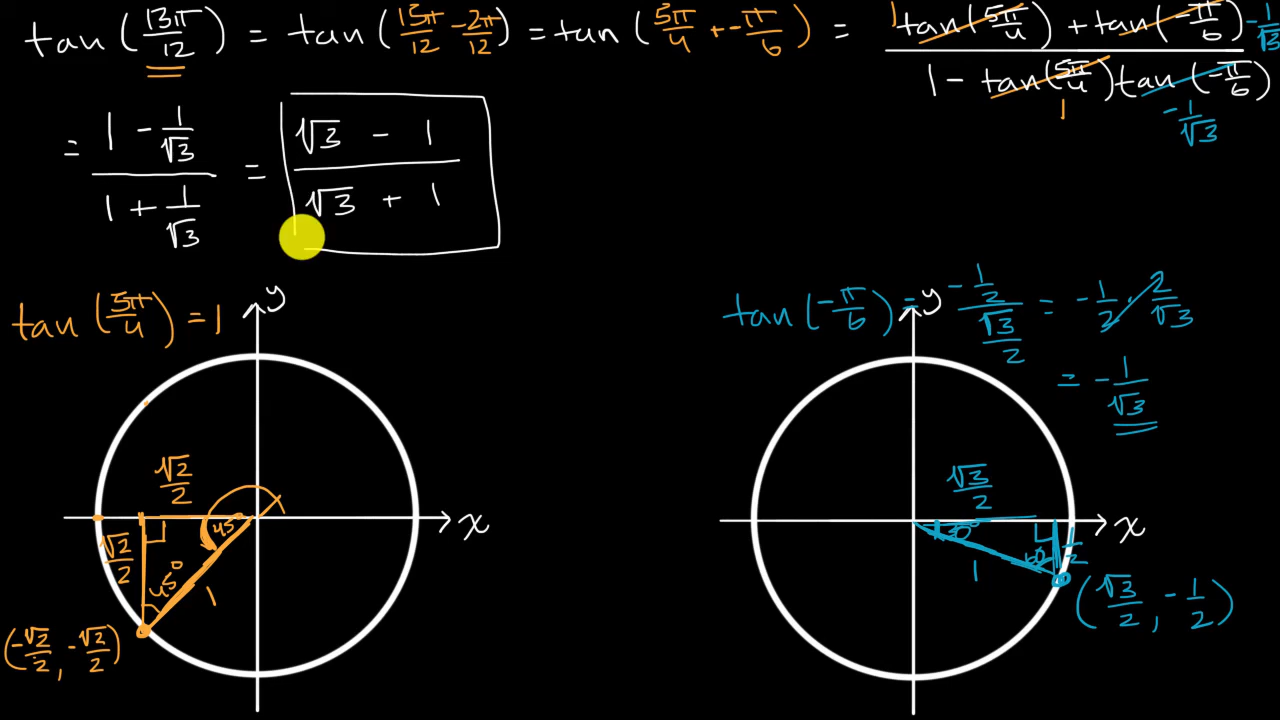 tan(13π/12) = tan(15π/12 - 2π/12) = tan(5π/4 + -π/6) = (tan(5π/4) + tan(-π/6)) / (1 - tan(5π/4)tan(-π/6))
1 -1/√3
1 -1/√3
= (1 - 1/√3) / (1 + 1/√3) = (√3 - 1) / (√3 + 1)
tan(5π/4) = 1
y
√2/2
45
√2/2
45°
1
x
(-√2/2, -√2/2)
tan(-π/6) = (-1/2) / (√3/2) = -1/2 · 2/√3
= -1/√3
y
√3/2
30°
60°
1/2
1
x
(√3/2, -1/2)